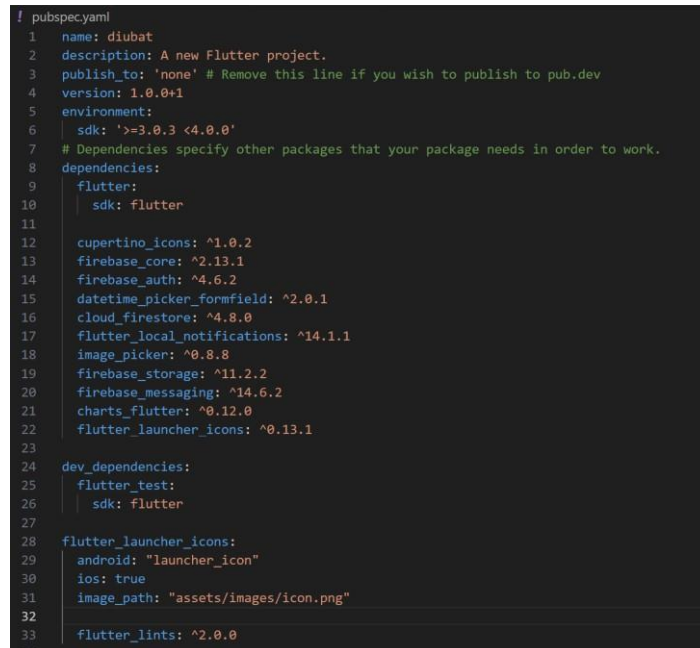 ! pubspec.yaml
1 name: diubat
2 description: A new Flutter project.
3 publish_to: 'none' # Remove this line if you wish to publish to pub.dev
4 version: 1.0.0+1
5 environment:
6   sdk: '>=3.0.3 <4.0.0'
7 # Dependencies specify other packages that your package needs in order to work.
8 dependencies:
9   flutter:
10     sdk: flutter
11
12   cupertino_icons: ^1.0.2
13   firebase_core: ^2.13.1
14   firebase_auth: ^4.6.2
15   datetime_picker_formfield: ^2.0.1
16   cloud_firestore: ^4.8.0
17   flutter_local_notifications: ^14.1.1
18   image_picker: ^0.8.8
19   firebase_storage: ^11.2.2
20   firebase_messaging: ^14.6.2
21   charts_flutter: ^0.12.0
22   flutter_launcher_icons: ^0.13.1
23
24 dev_dependencies:
25   flutter_test:
26     sdk: flutter
27
28 flutter_launcher_icons:
29   android: "launcher_icon"
30   ios: true
31   image_path: "assets/images/icon.png"
32
33   flutter_lints: ^2.0.0